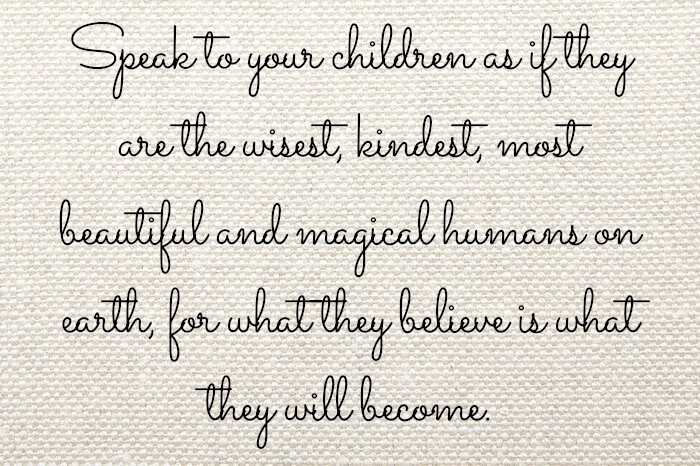 Speak to your children as if they
are the wisest, kindest, most
beautiful and magical humans on
earth, for what they believe is what
they will become.